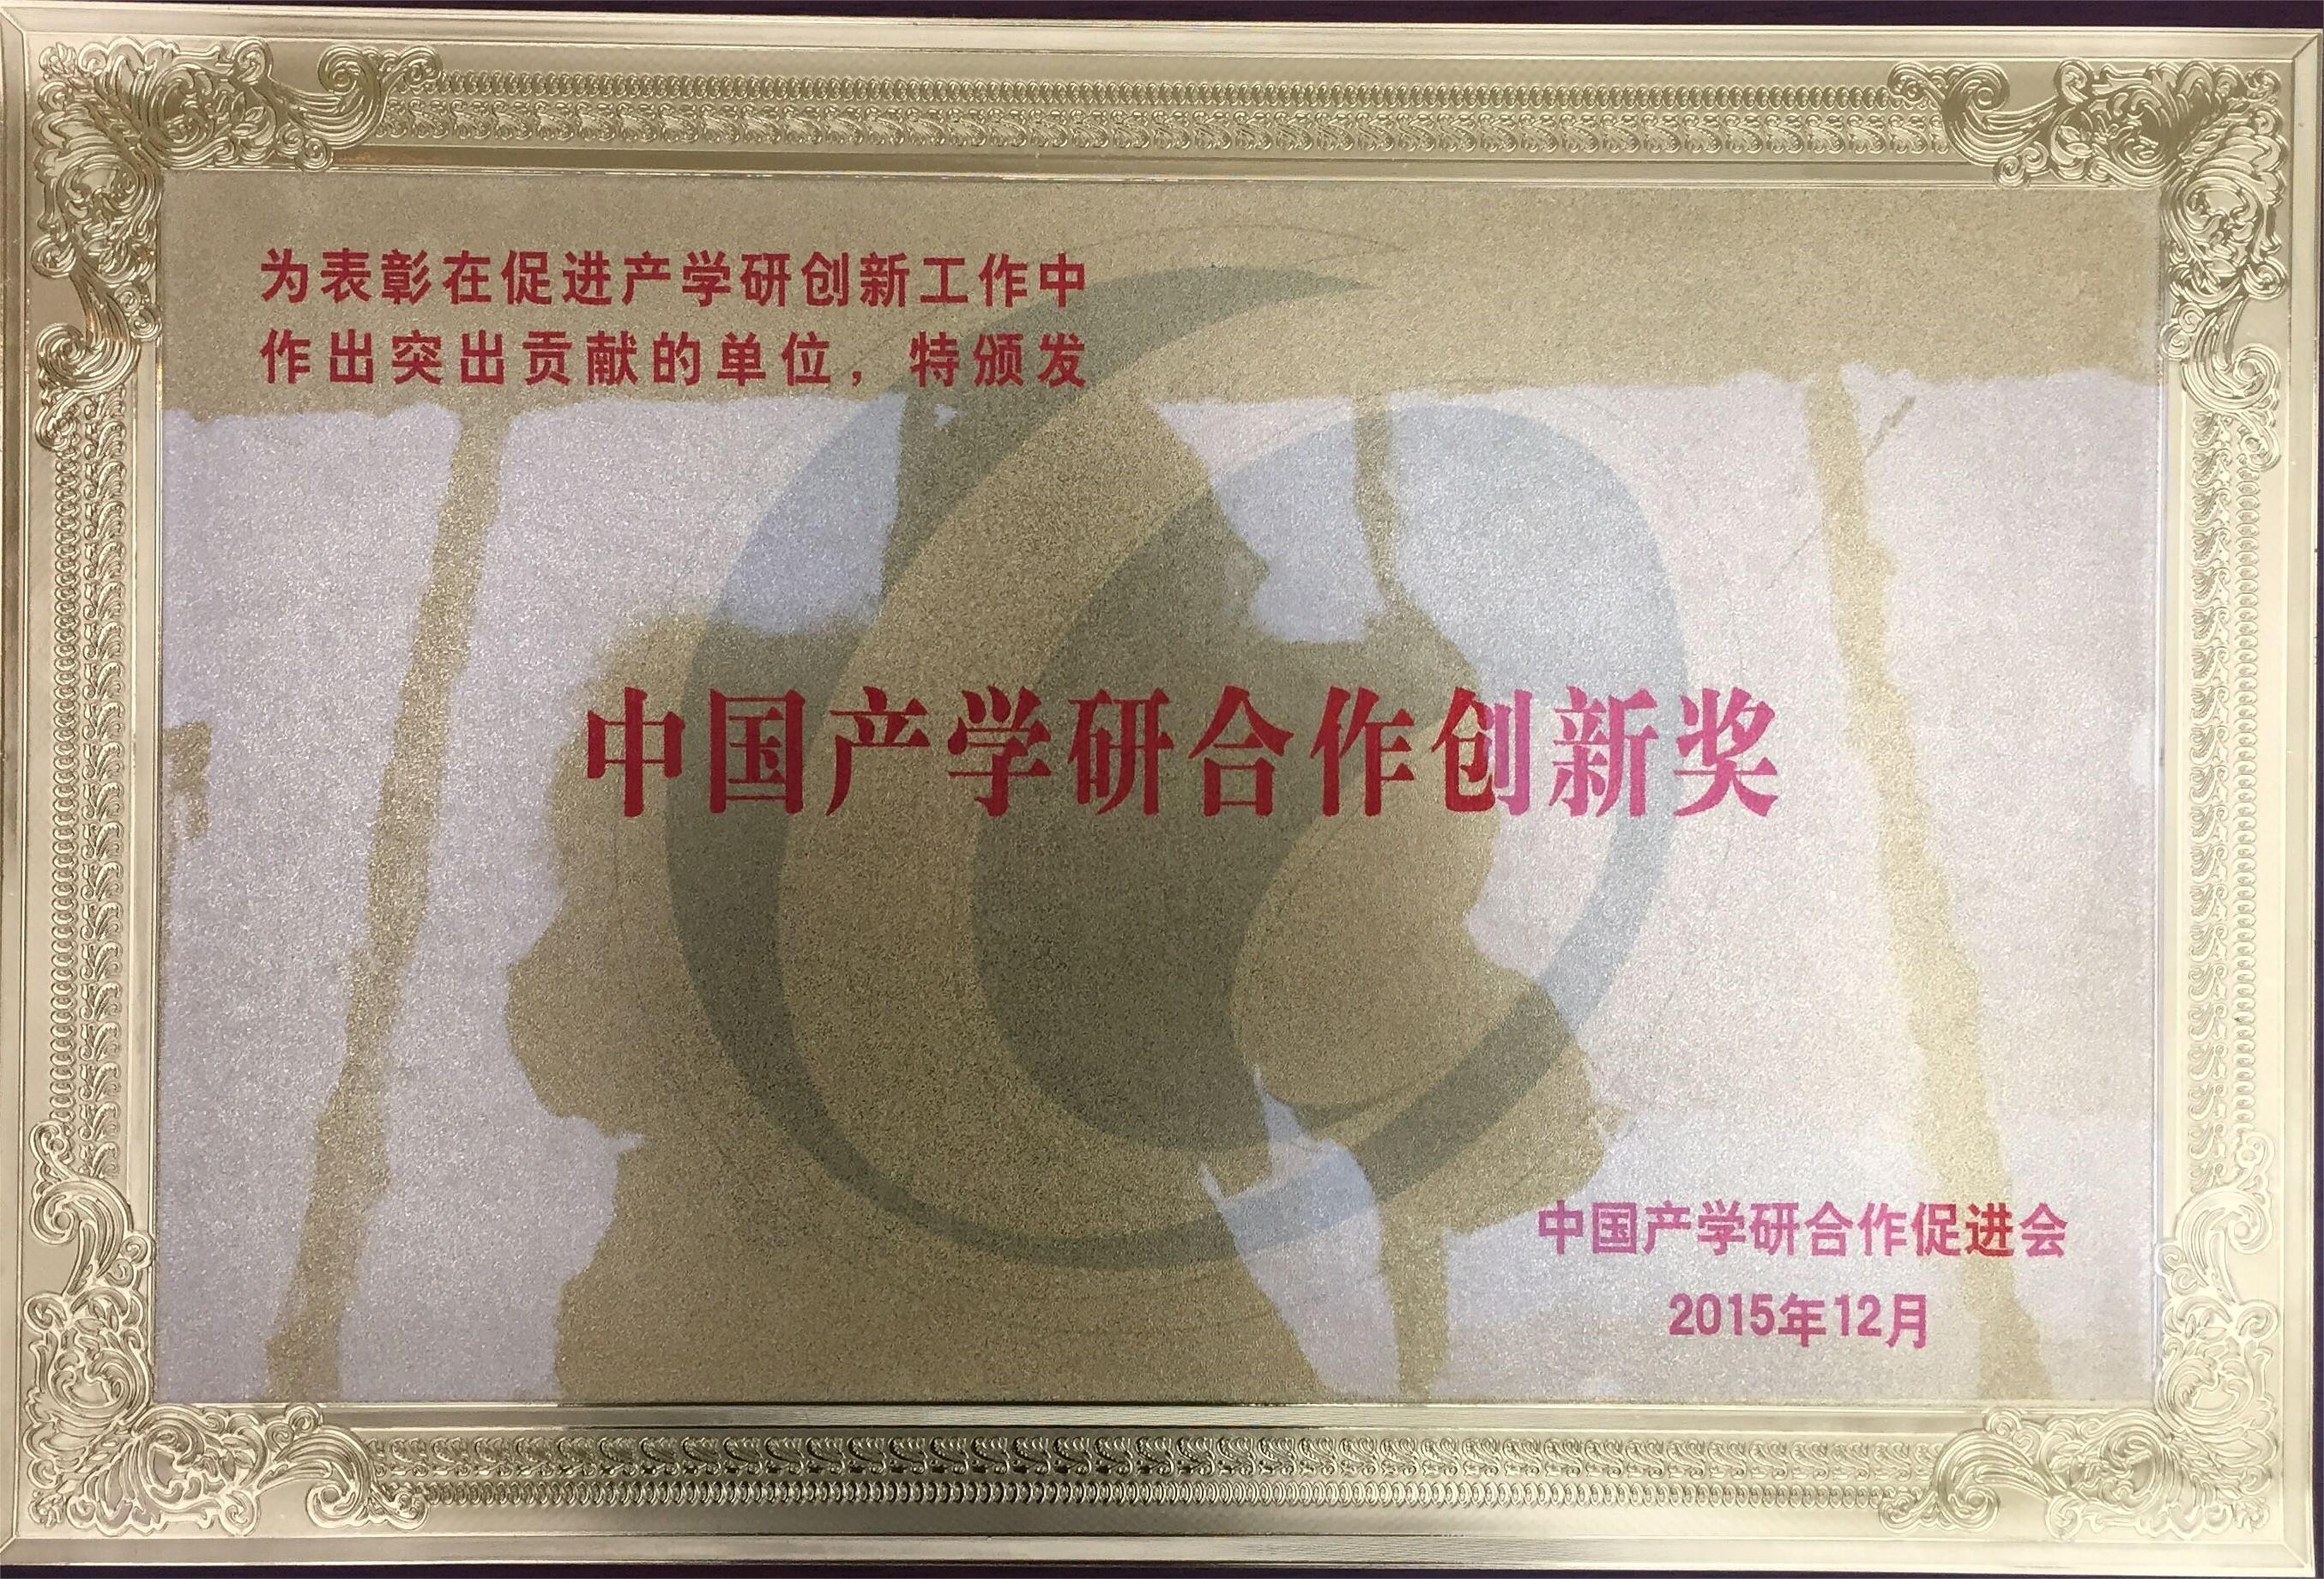 为表彰在促进产学研创新工作中
作出突出贡献的单位，特颁发
中国产学研合作创新奖
中国产学研合作促进会
2015年12月